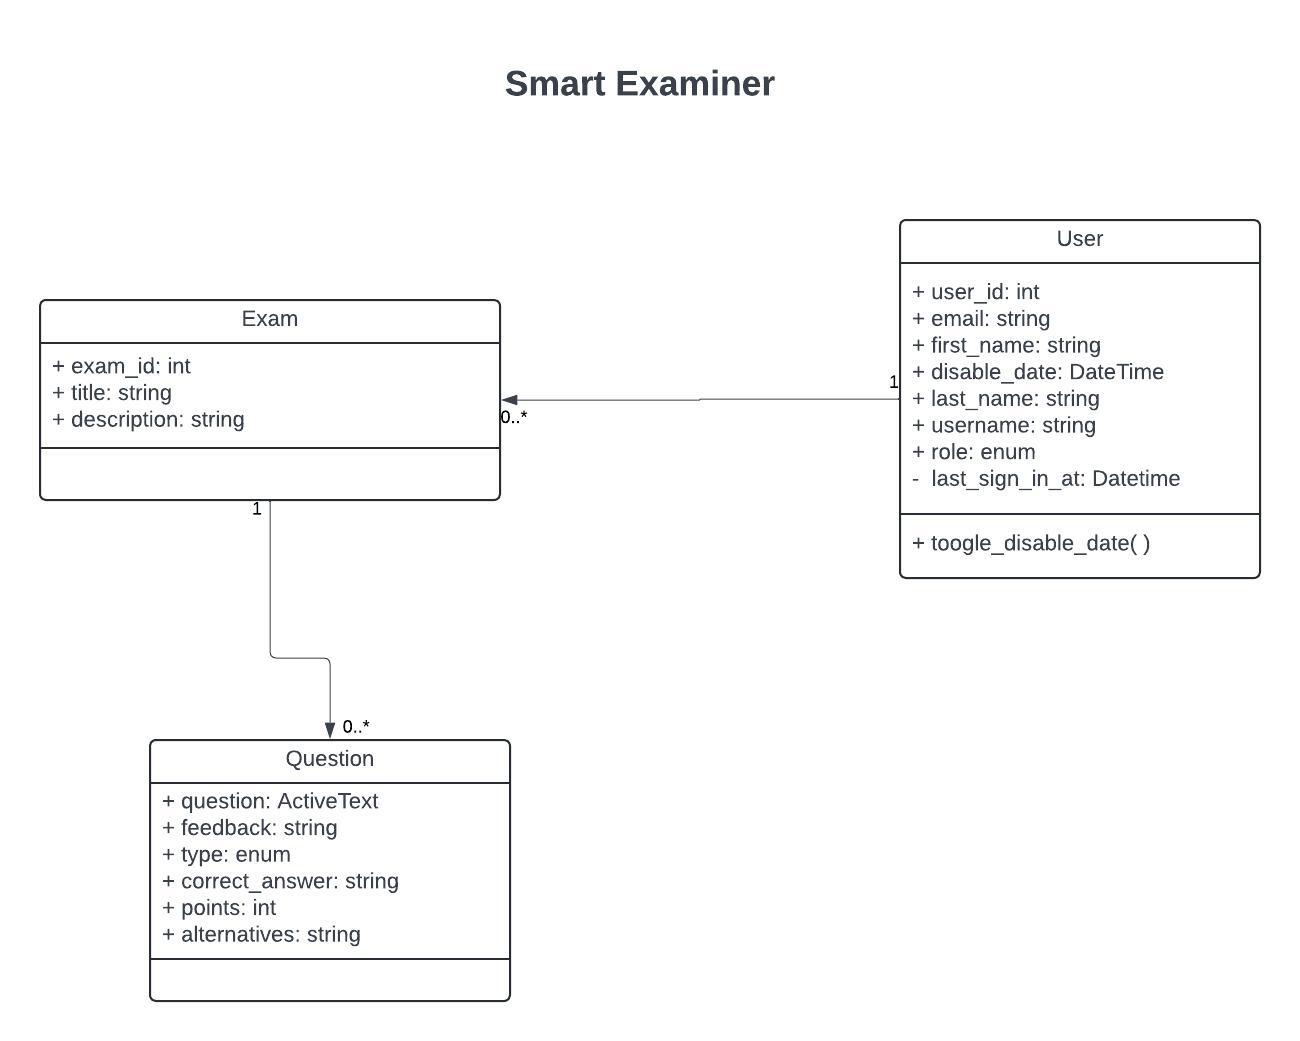 Smart Examiner
User
+ user_id: int
+ email: string
+ first_name: string
+ disable_date: DateTime
+ last_name: string
+ username: string
+ role: enum
- last_sign_in_at: Datetime
+ toogle_disable_date( )
1
0..*
Exam
+ exam_id: int
+ title: string
+ description: string
1
0..*
Question
+ question: ActiveText
+ feedback: string
+ type: enum
+ correct_answer: string
+ points: int
+ alternatives: string